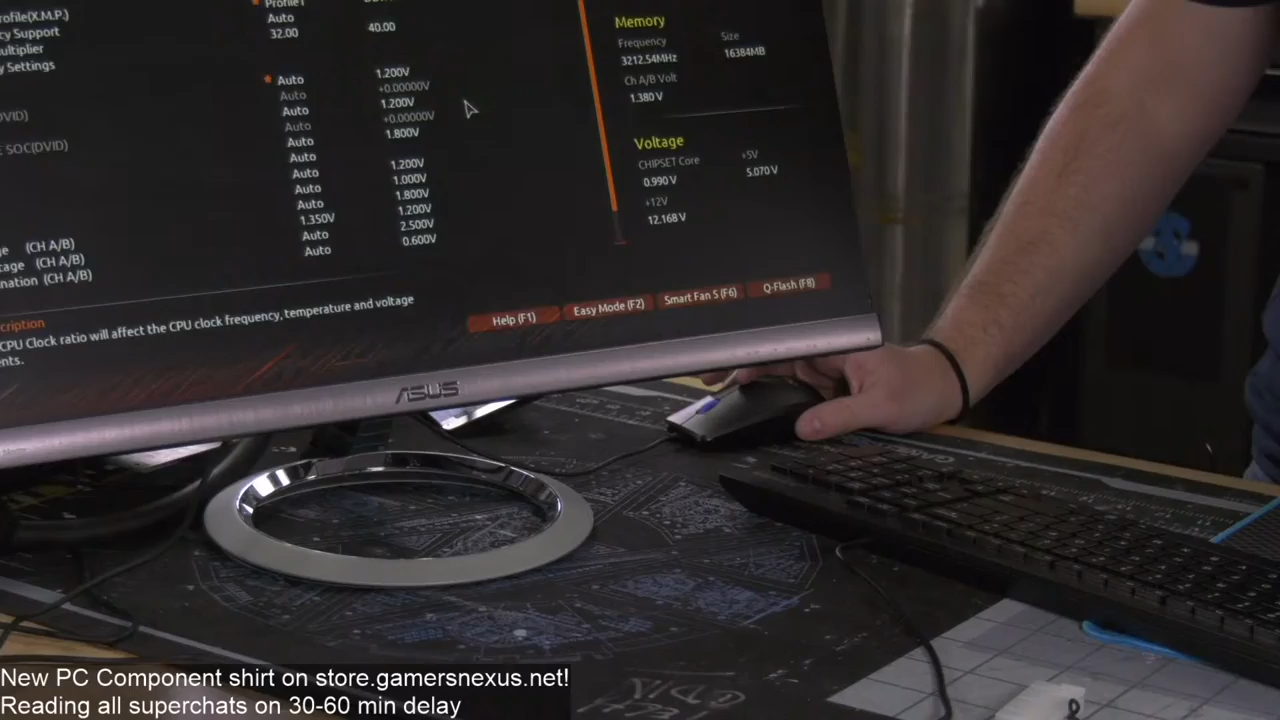 Profile1
rofile(X.M.P.)
Auto
cy Support
32.00 40.00
ultiplier
y Settings
Auto 1.200V
Auto +0.00000V
Auto 1.200V
VID) Auto +0.00000V
Auto 1.800V
E SOC(DVID) Auto
Auto 1.200V
Auto 1.000V
Auto 1.800V
1.350V 1.200V
Auto 2.500V
Auto 0.600V
ge (CH A/B)
tage (CH A/B)
nation (CH A/B)
Memory
Frequency Size
3212.54MHz 16384MB
Ch A/B Volt
1.380 V
Voltage
CHIPSET Core +5V
0.990 V 5.070 V
+12V
12.168 V
cription
CPU Clock ratio will affect the CPU clock frequency, temperature and voltage
ents.
Help (F1) Easy Mode (F2) Smart Fan 5 (F6) Q-Flash (F8)
ASUS
New PC Component shirt on store.gamersnexus.net!
Reading all superchats on 30-60 min delay